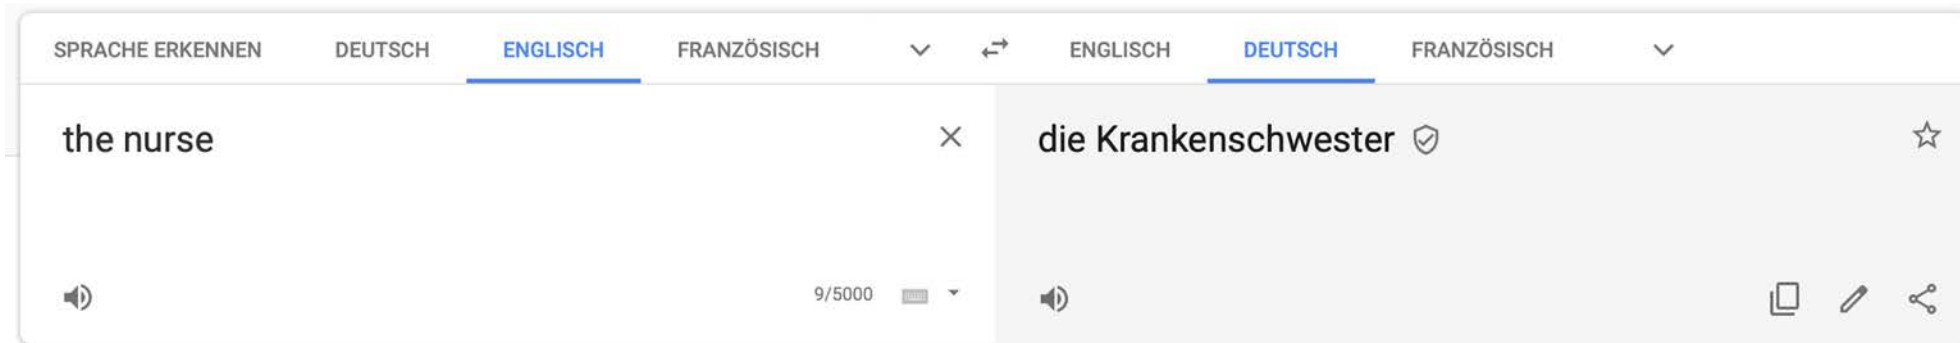 SPRACHE ERKENNEN DEUTSCH ENGLISCH FRANZÖSISCH ENGLISCH DEUTSCH FRANZÖSISCH
the nurse
die Krankenschwester
9/5000